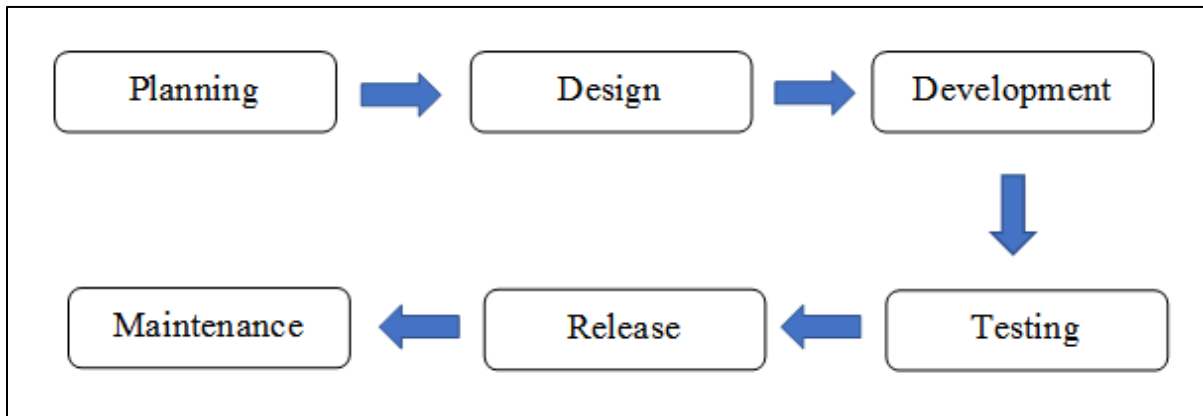 Planning
Design
Development
Testing
Release
Maintenance